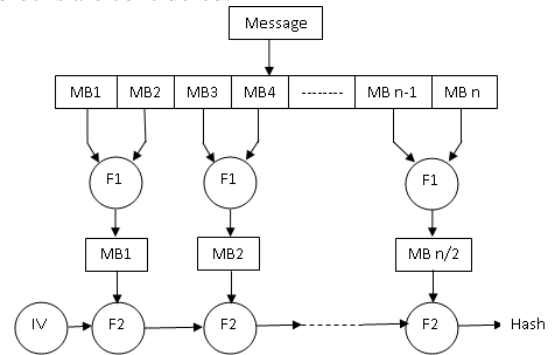 Message
MB1 MB2 MB3 MB4 -------- MB n-1 MB n
F1 F1 F1
MB1 MB2 MB n/2
IV F2 F2 F2 Hash